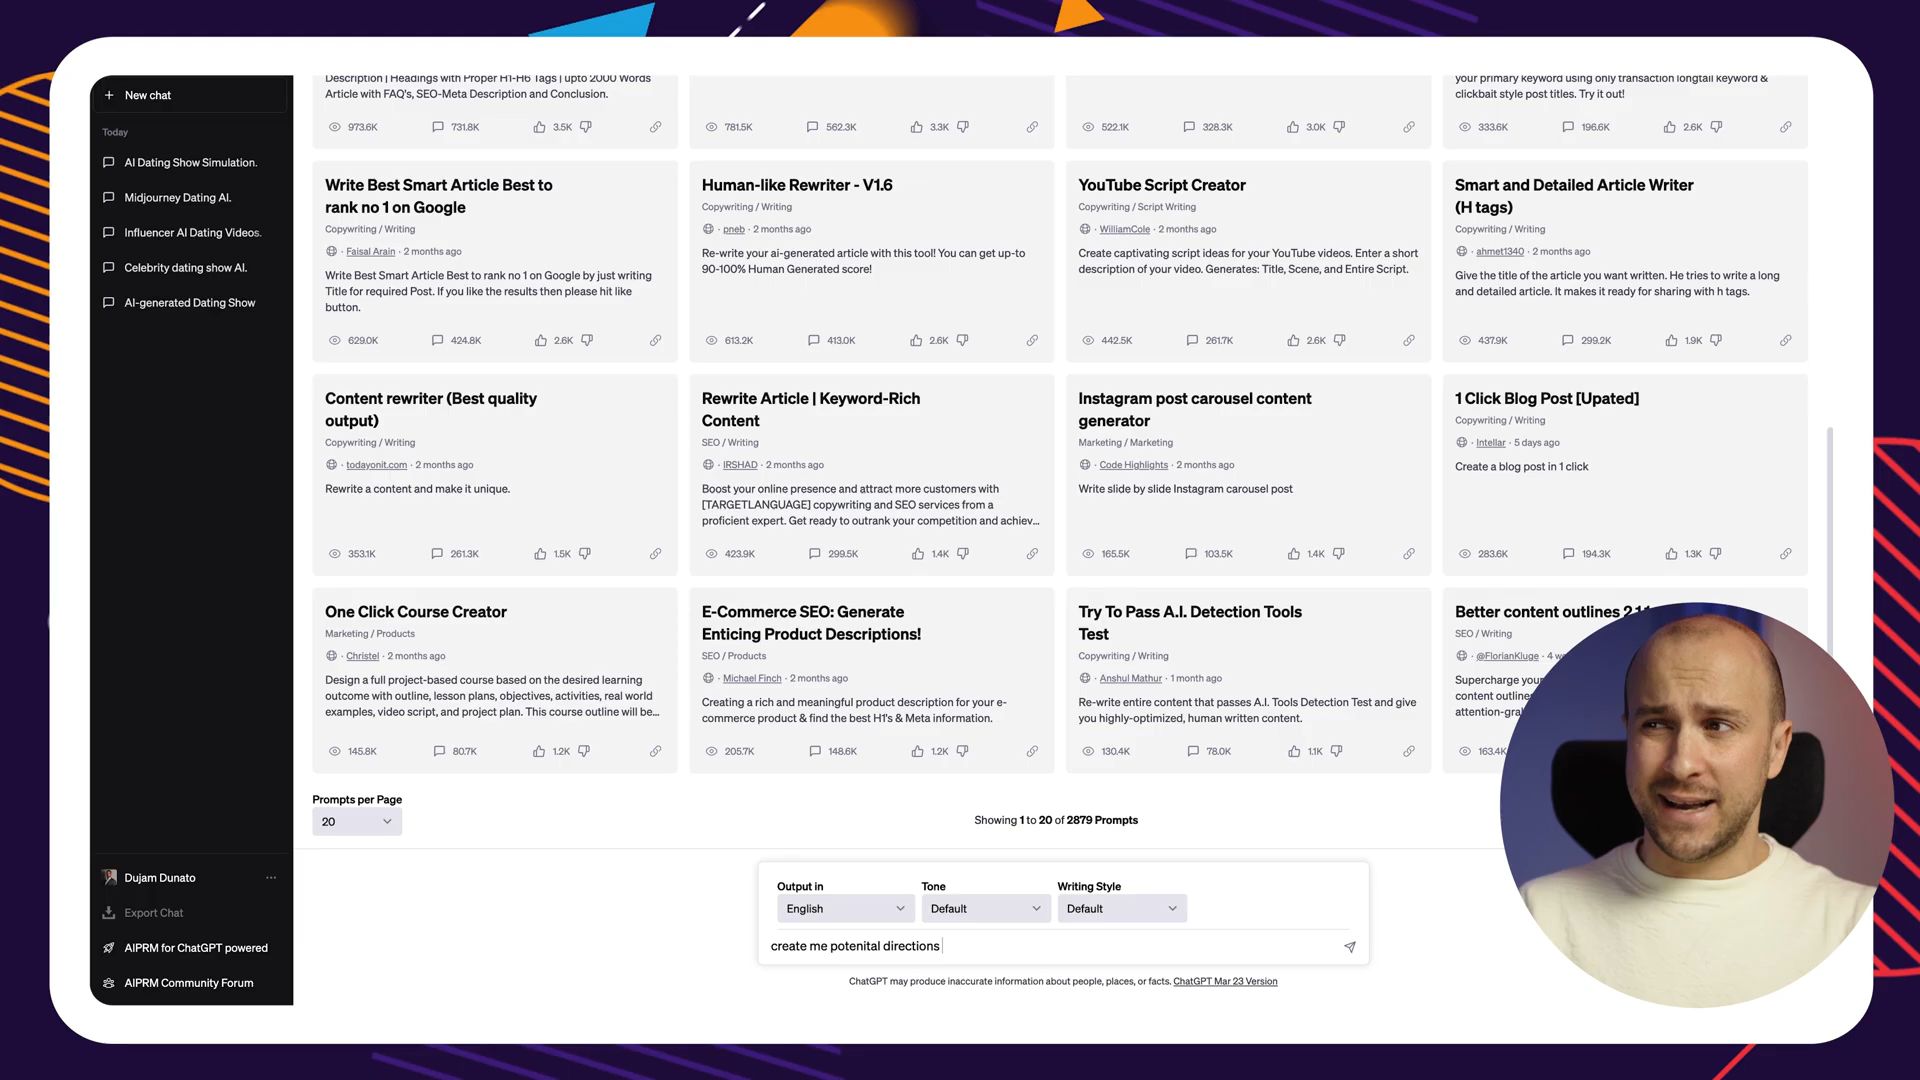 New chat
Today
AI Dating Show Simulation.
Midjourney Dating AI.
Influencer AI Dating Videos.
Celebrity dating show AI.
AI-generated Dating Show
Dujam Dunato
Export Chat
AIPRM for ChatGPT powered
AIPRM Community Forum
Description | Headings with Proper H1-H6 Tags | upto 2000 Words
Article with FAQ's, SEO-Meta Description and Conclusion.
973.6K 731.8K 3.5K
781.5K 562.3K 3.3K
522.1K 328.3K 3.0K
your primary keyword using only transaction longtail keyword &
clickbait style post titles. Try it out!
333.6K 196.6K 2.6K
Write Best Smart Article Best to
rank no 1 on Google
Copywriting / Writing
· Faisal Arain · 2 months ago
Write Best Smart Article Best to rank no 1 on Google by just writing
Title for required Post. If you like the results then please hit like
button.
629.0K 424.8K 2.6K
Human-like Rewriter - V1.6
Copywriting / Writing
· pneb · 2 months ago
Re-write your ai-generated article with this tool! You can get up-to
90-100% Human Generated score!
613.2K 413.0K 2.6K
YouTube Script Creator
Copywriting / Script Writing
· WilliamCole · 2 months ago
Create captivating script ideas for your YouTube videos. Enter a short
description of your video. Generates: Title, Scene, and Entire Script.
442.5K 261.7K 2.6K
Smart and Detailed Article Writer
(H tags)
Copywriting / Writing
· ahmet1340 · 2 months ago
Give the title of the article you want written. He tries to write a long
and detailed article. It makes it ready for sharing with h tags.
437.9K 299.2K 1.9K
Content rewriter (Best quality
output)
Copywriting / Writing
· todayonit.com · 2 months ago
Rewrite a content and make it unique.
353.1K 261.3K 1.5K
Rewrite Article | Keyword-Rich
Content
SEO / Writing
· IRSHAD · 2 months ago
Boost your online presence and attract more customers with
[TARGETLANGUAGE] copywriting and SEO services from a
proficient expert. Get ready to outrank your competition and achiev...
423.9K 299.5K 1.4K
Instagram post carousel content
generator
Marketing / Marketing
· Code Highlights · 2 months ago
Write slide by slide Instagram carousel post
165.5K 103.5K 1.4K
1 Click Blog Post [Upated]
Copywriting / Writing
· Intellar · 5 days ago
Create a blog post in 1 click
283.6K 194.3K 1.3K
One Click Course Creator
Marketing / Products
· Christel · 2 months ago
Design a full project-based course based on the desired learning
outcome with outline, lesson plans, objectives, activities, real world
examples, video script, and project plan. This course outline will be...
145.8K 80.7K 1.2K
E-Commerce SEO: Generate
Enticing Product Descriptions!
SEO / Products
· Michael Finch · 2 months ago
Creating a rich and meaningful product description for your e-
commerce product & find the best H1's & Meta information.
205.7K 148.6K 1.2K
Try To Pass A.I. Detection Tools
Test
Copywriting / Writing
· Anshul Mathur · 1 month ago
Re-write entire content that passes A.I. Tools Detection Test and give
you highly-optimized, human written content.
130.4K 78.0K 1.1K
Better content outlines
SEO / Writing
· @FlorianKluge · 4
Supercharge your
content
163.4K
Prompts per Page
20
Showing 1 to 20 of 2879 Prompts
Output in Tone Writing Style
English Default Default
create me potenital directions
ChatGPT may produce inaccurate information about people, places, or facts. ChatGPT Mar 23 Version